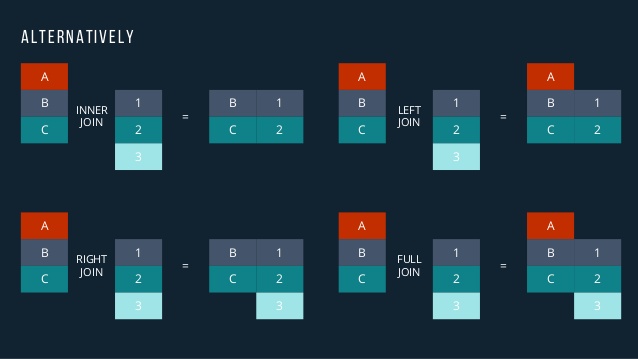 ALTERNATIVELY
A
B INNER JOIN 1 = B 1
C 2 C 2
3
A A
B LEFT JOIN 1 = B 1
C 2 C 2
3
A
B RIGHT JOIN 1 = B 1
C 2 C 2
3 3
A A
B FULL JOIN 1 = B 1
C 2 C 2
3 3